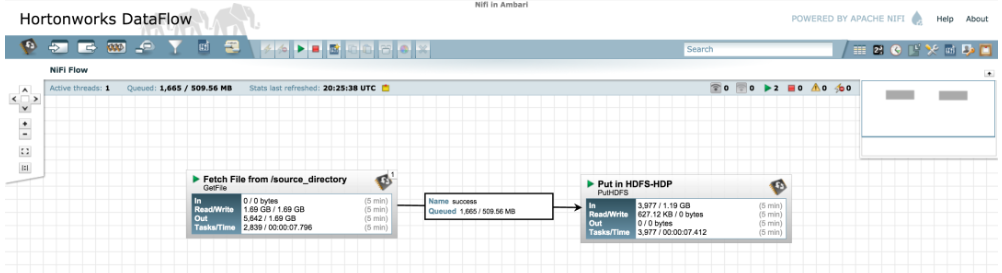 Nifi in Ambari
Hortonworks DataFlow
POWERED BY APACHE NIFI Help About
Search
NiFi Flow
Active threads: 1 Queued: 1,665 / 509.56 MB Stats last refreshed: 20:25:38 UTC 0 0 2 0 0 0
Fetch File from /source_directory 1
GetFile
In 0 / 0 bytes (5 min)
Read/Write 1.69 GB / 1.69 GB (5 min)
Out 5,642 / 1.69 GB (5 min)
Tasks/Time 2,839 / 00:00:07.796 (5 min)
Name success
Queued 1,665 / 509.56 MB
Put in HDFS-HDP
PutHDFS
In 3,977 / 1.19 GB (5 min)
Read/Write 627.12 KB / 0 bytes (5 min)
Out 0 / 0 bytes (5 min)
Tasks/Time 3,977 / 00:00:07.412 (5 min)